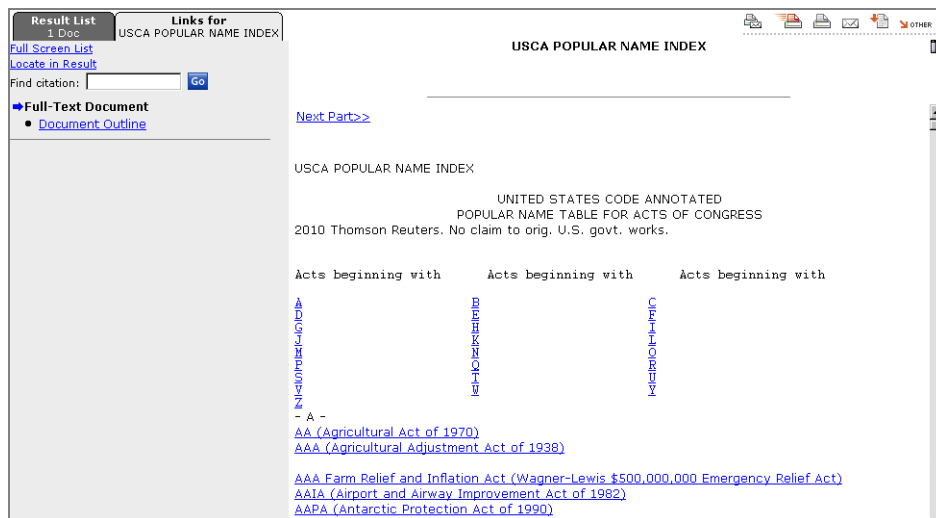 Result List
1 Doc
Links for
USCA POPULAR NAME INDEX
OTHER
Full Screen List
Locate in Result
Find citation: Go
Full-Text Document
Document Outline
USCA POPULAR NAME INDEX
Next Part>>
USCA POPULAR NAME INDEX
UNITED STATES CODE ANNOTATED
POPULAR NAME TABLE FOR ACTS OF CONGRESS
2010 Thomson Reuters. No claim to orig. U.S. govt. works.
Acts beginning with Acts beginning with Acts beginning with
A B C
D E F
G H I
J K L
M N O
P Q R
S T U
V W Y
Z
- A -
AA (Agricultural Act of 1970)
AAA (Agricultural Adjustment Act of 1938)
AAA Farm Relief and Inflation Act (Wagner-Lewis $500,000,000 Emergency Relief Act)
AAIA (Airport and Airway Improvement Act of 1982)
AAPA (Antarctic Protection Act of 1990)